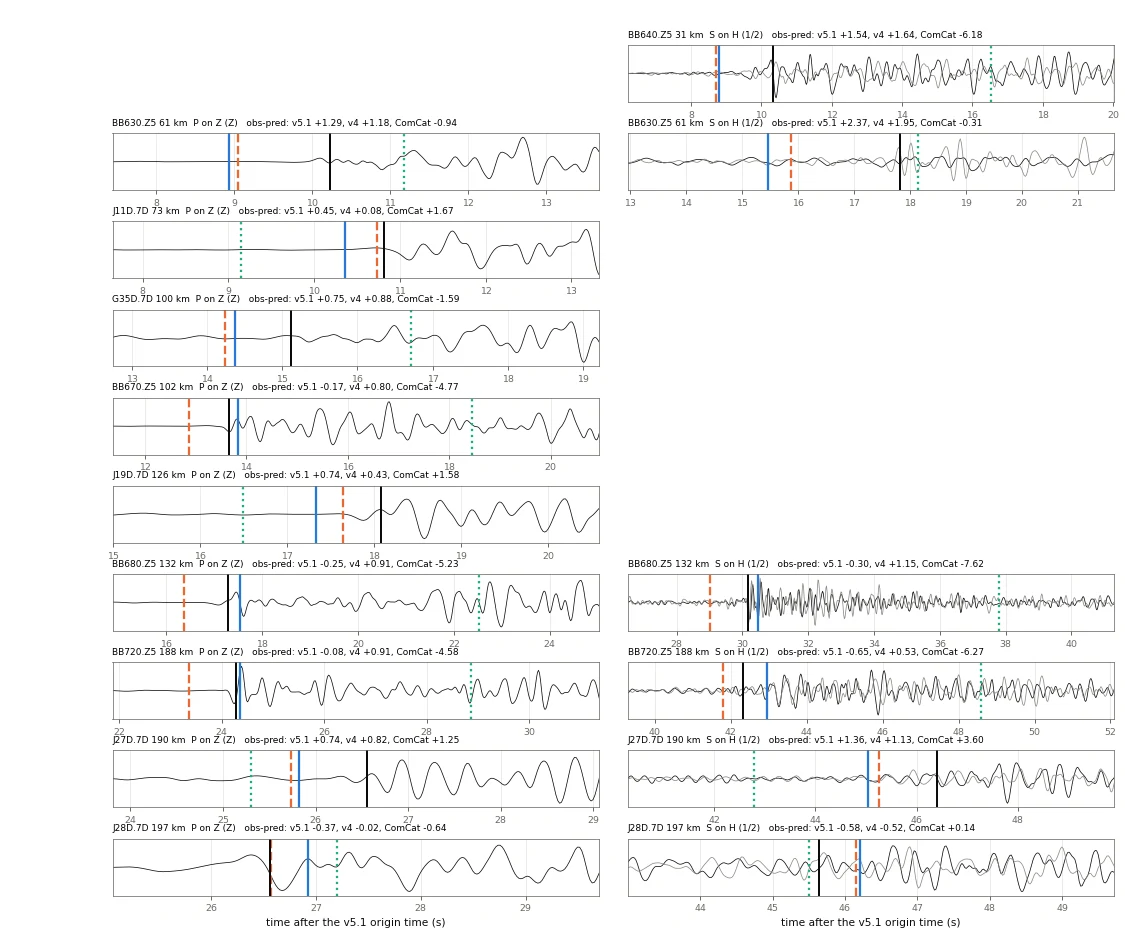 BB640.Z5 31 km  S on H (1/2)   obs-pred: v5.1 +1.54, v4 +1.64, ComCat -6.18
8 10 12 14 16 18 20
BB630.Z5 61 km  P on Z (Z)   obs-pred: v5.1 +1.29, v4 +1.18, ComCat -0.94
8 9 10 11 12 13
BB630.Z5 61 km  S on H (1/2)   obs-pred: v5.1 +2.37, v4 +1.95, ComCat -0.31
13 14 15 16 17 18 19 20 21
J11D.7D 73 km  P on Z (Z)   obs-pred: v5.1 +0.45, v4 +0.08, ComCat +1.67
8 9 10 11 12 13
G35D.7D 100 km  P on Z (Z)   obs-pred: v5.1 +0.75, v4 +0.88, ComCat -1.59
13 14 15 16 17 18 19
BB670.Z5 102 km  P on Z (Z)   obs-pred: v5.1 -0.17, v4 +0.80, ComCat -4.77
12 14 16 18 20
J19D.7D 126 km  P on Z (Z)   obs-pred: v5.1 +0.74, v4 +0.43, ComCat +1.58
15 16 17 18 19 20
BB680.Z5 132 km  P on Z (Z)   obs-pred: v5.1 -0.25, v4 +0.91, ComCat -5.23
16 18 20 22 24
BB680.Z5 132 km  S on H (1/2)   obs-pred: v5.1 -0.30, v4 +1.15, ComCat -7.62
28 30 32 34 36 38 40
BB720.Z5 188 km  P on Z (Z)   obs-pred: v5.1 -0.08, v4 +0.91, ComCat -4.58
22 24 26 28 30
BB720.Z5 188 km  S on H (1/2)   obs-pred: v5.1 -0.65, v4 +0.53, ComCat -6.27
40 42 44 46 48 50 52
J27D.7D 190 km  P on Z (Z)   obs-pred: v5.1 +0.74, v4 +0.82, ComCat +1.25
24 25 26 27 28 29
J27D.7D 190 km  S on H (1/2)   obs-pred: v5.1 +1.36, v4 +1.13, ComCat +3.60
42 44 46 48
J28D.7D 197 km  P on Z (Z)   obs-pred: v5.1 -0.37, v4 -0.02, ComCat -0.64
26 27 28 29
time after the v5.1 origin time (s)
J28D.7D 197 km  S on H (1/2)   obs-pred: v5.1 -0.58, v4 -0.52, ComCat +0.14
44 45 46 47 48 49
time after the v5.1 origin time (s)